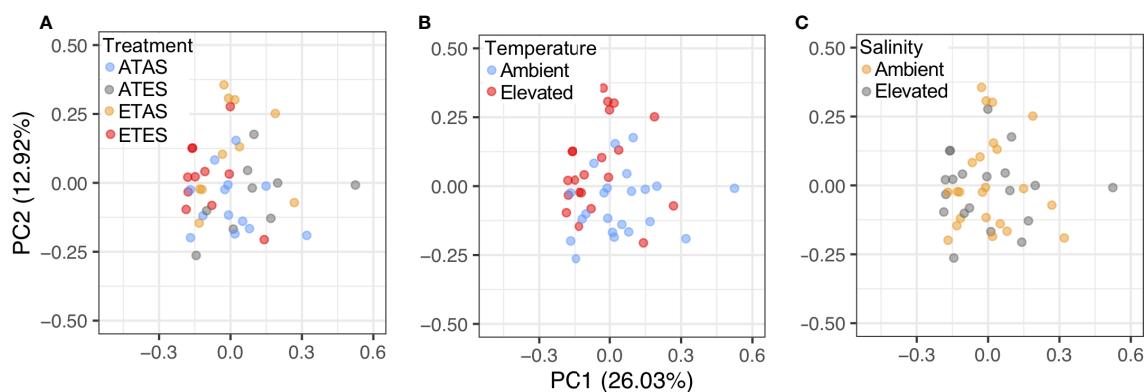 A
B
C
Treatment
ATAS
ATES
ETAS
ETES
Temperature
Ambient
Elevated
Salinity
Ambient
Elevated
PC2 (12.92%)
0.50
0.25
0.00
−0.25
−0.50
0.50
0.25
0.00
−0.25
−0.50
0.50
0.25
0.00
−0.25
−0.50
−0.3 0.0 0.3 0.6
−0.3 0.0 0.3 0.6
−0.3 0.0 0.3 0.6
PC1 (26.03%)